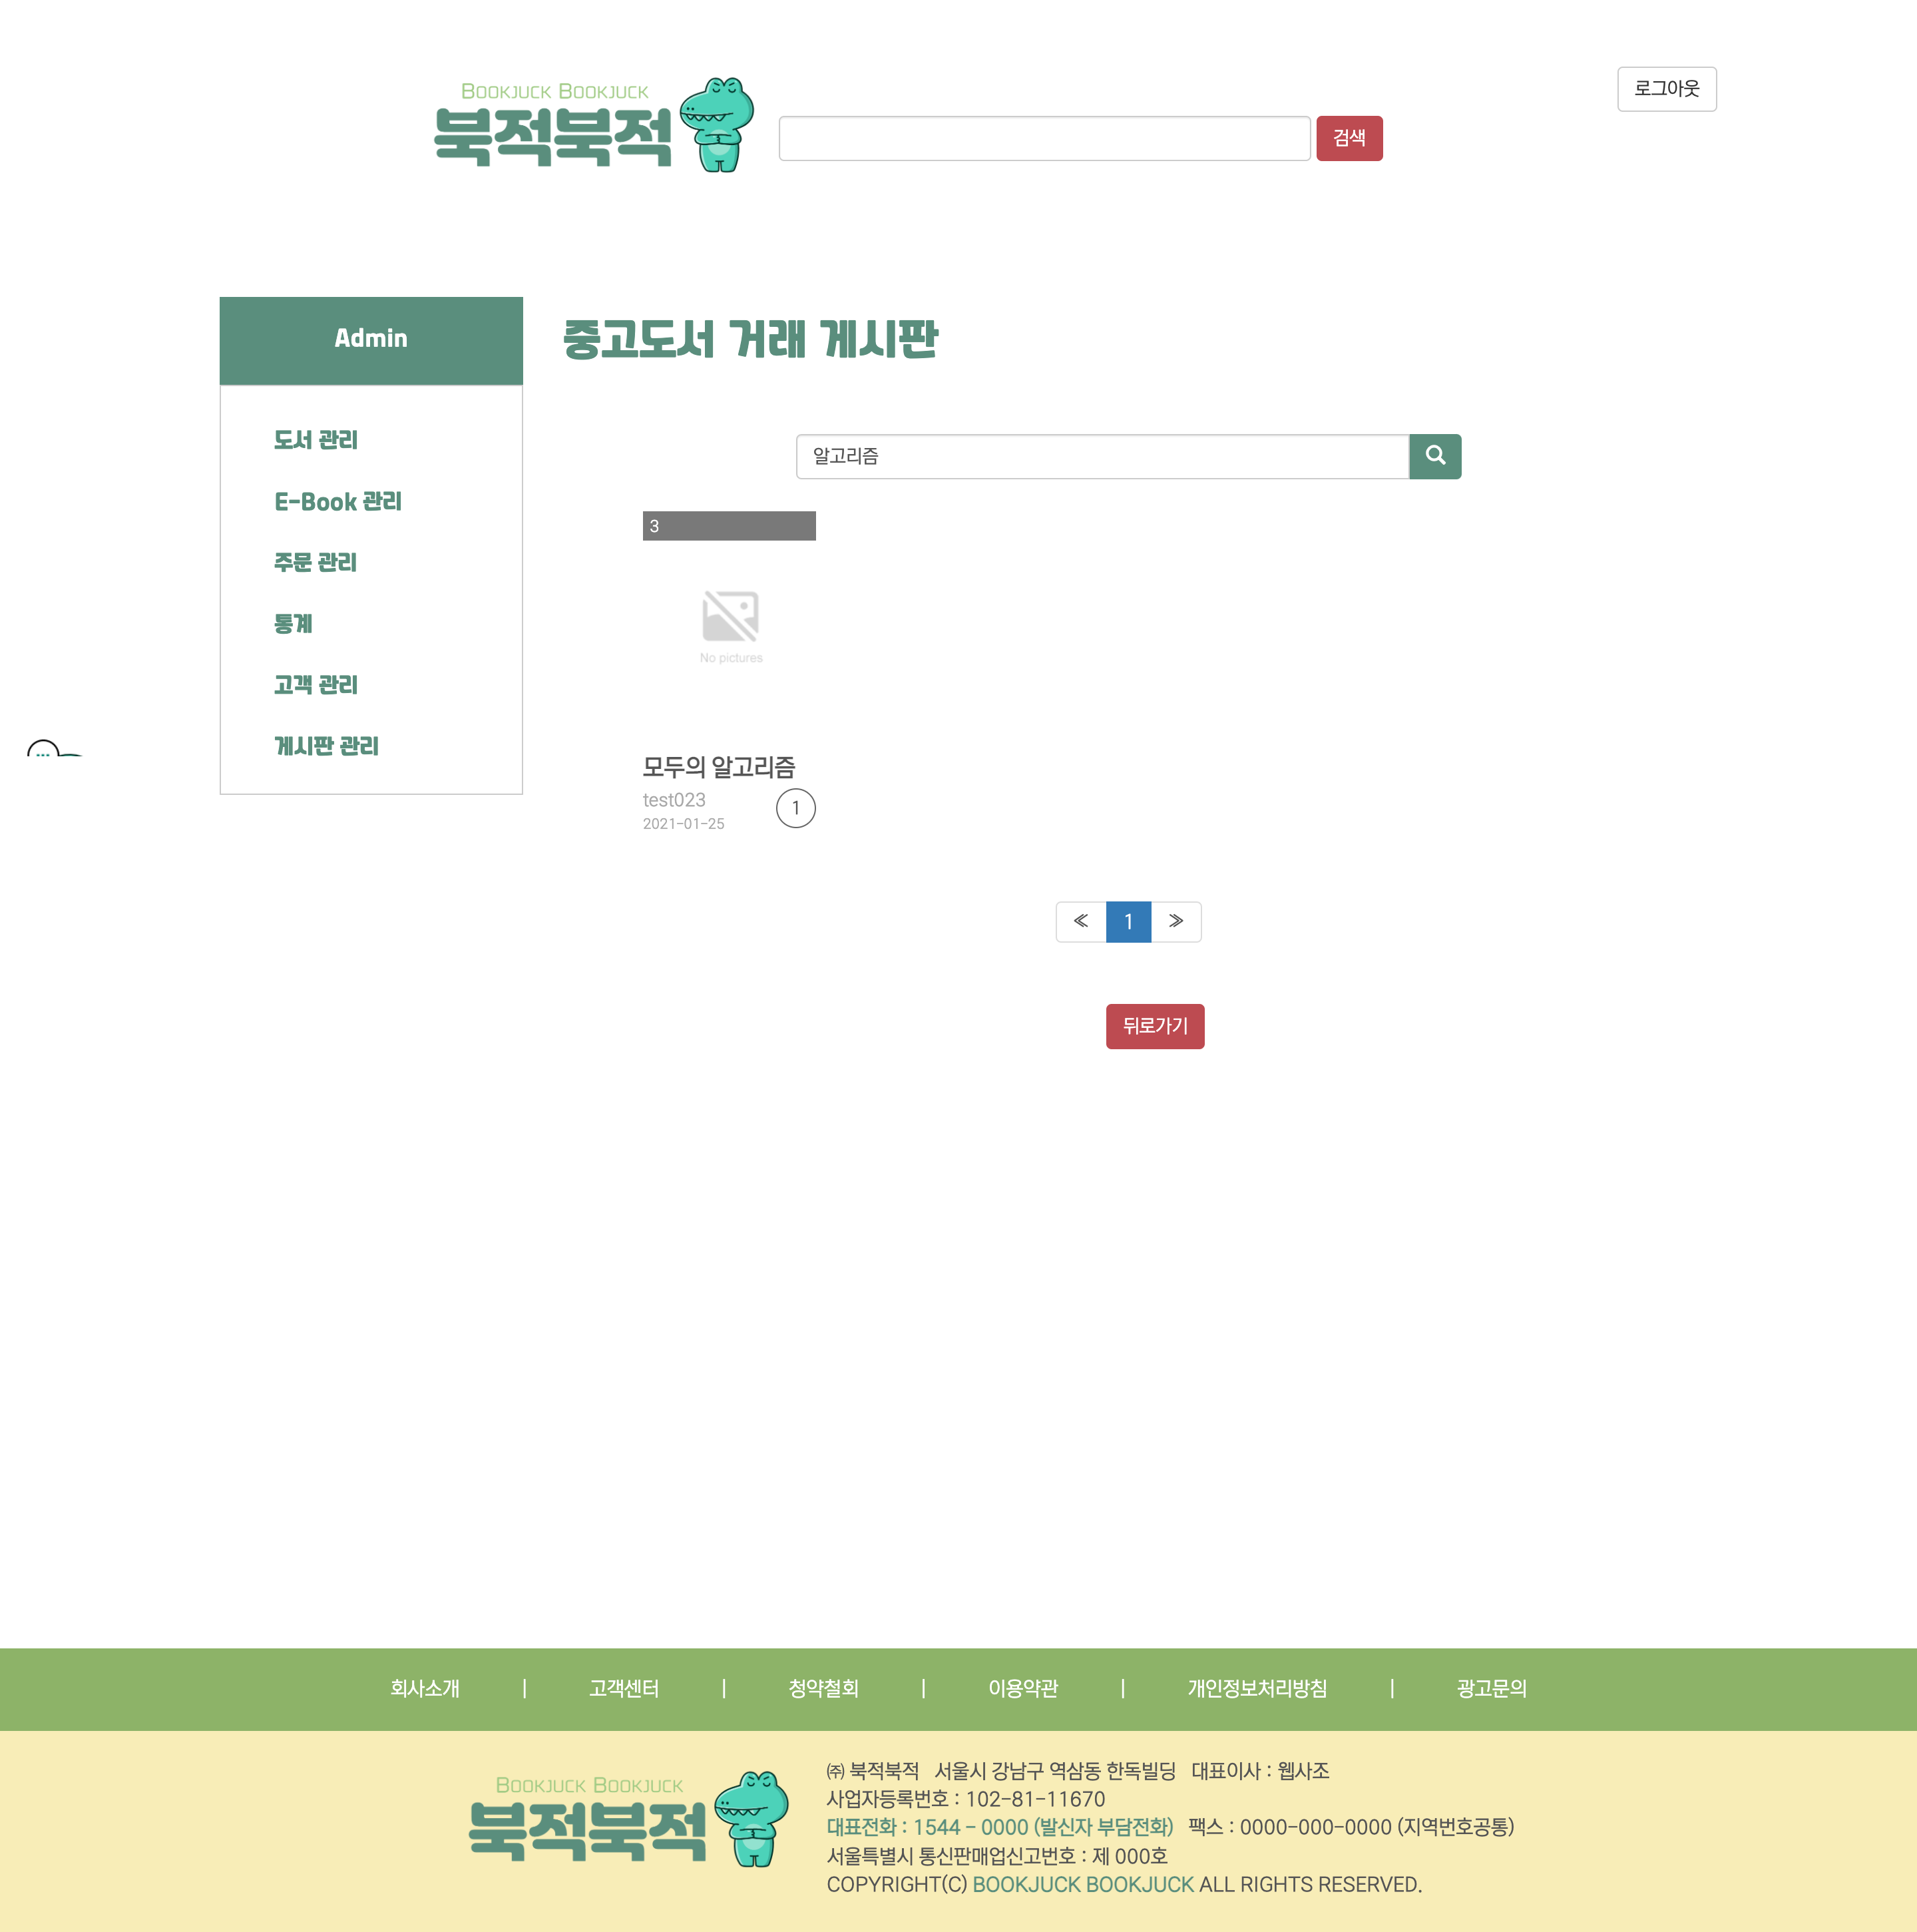 로그아웃
BOOKJUCK BOOKJUCK
북적북적
검색
Admin
도서 관리
E-Book 관리
주문 관리
통계
고객 관리
게시판 관리
중고도서 거래 게시판
알고리즘
3
No pictures
모두의 알고리즘
test023
1
2021-01-25
≪ 1 ≫
뒤로가기
회사소개 | 고객센터 | 청약철회 | 이용약관 | 개인정보처리방침 | 광고문의
BOOKJUCK BOOKJUCK
북적북적
㈜ 북적북적 서울시 강남구 역삼동 한독빌딩 대표이사 : 웹사조
사업자등록번호 : 102-81-11670
대표전화 : 1544 - 0000 (발신자 부담전화) 팩스 : 0000-000-0000 (지역번호공통)
서울특별시 통신판매업신고번호 : 제 000호
COPYRIGHT(C) BOOKJUCK BOOKJUCK ALL RIGHTS RESERVED.